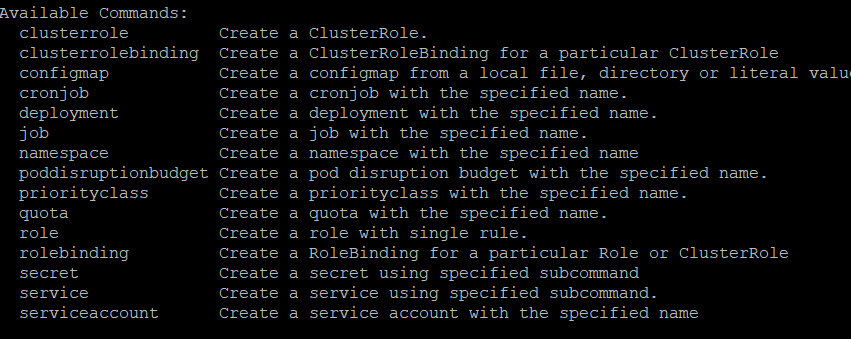 Available Commands:
clusterrole Create a ClusterRole.
clusterrolebinding Create a ClusterRoleBinding for a particular ClusterRole
configmap Create a configmap from a local file, directory or literal valu
cronjob Create a cronjob with the specified name.
deployment Create a deployment with the specified name.
job Create a job with the specified name.
namespace Create a namespace with the specified name
poddisruptionbudget Create a pod disruption budget with the specified name.
priorityclass Create a priorityclass with the specified name.
quota Create a quota with the specified name.
role Create a role with single rule.
rolebinding Create a RoleBinding for a particular Role or ClusterRole
secret Create a secret using specified subcommand
service Create a service using specified subcommand.
serviceaccount Create a service account with the specified name